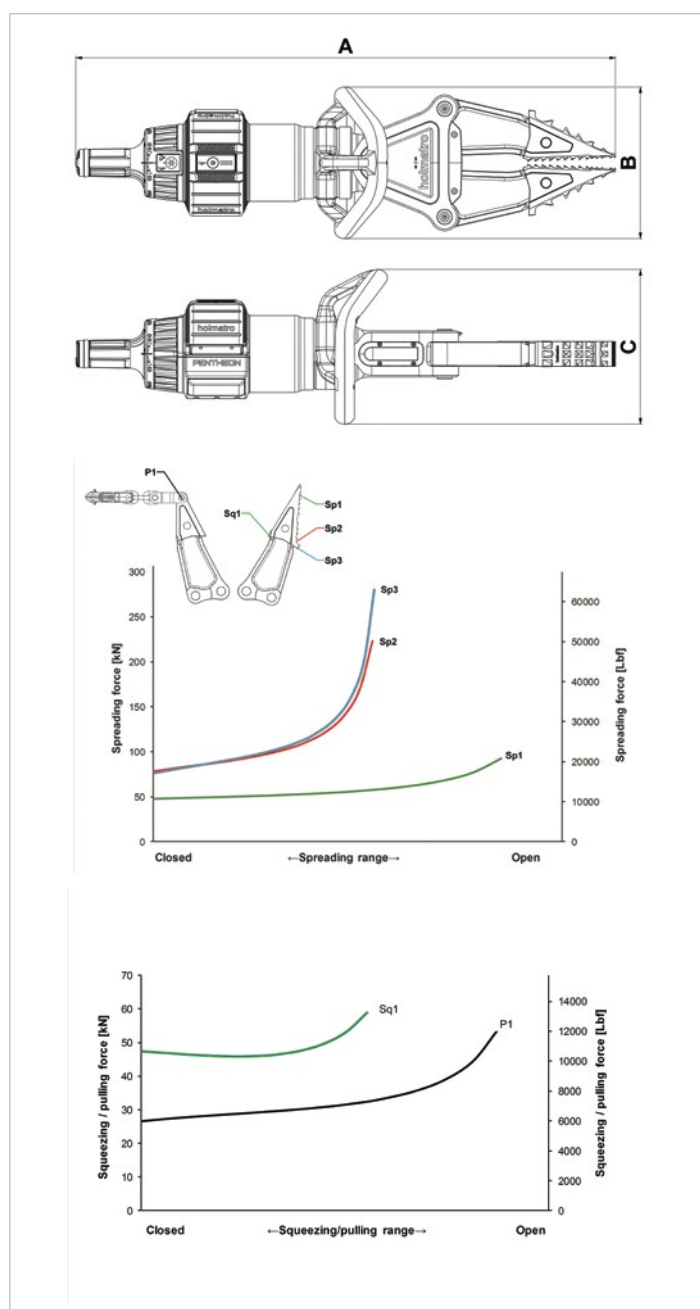 A
holmatro
holmatro
holmatro
B
holmatro
PENTHEON
C
P1
Sq1
Sp1
Sp2
Sp3
Spreading force [kN]
300
250
200
150
100
50
0
Sp3
Sp2
Sp1
60000
50000
40000
30000
20000
10000
0
Spreading force [Lbf]
Closed ←Spreading range→ Open
Squeezing / pulling force [kN]
70
60
50
40
30
20
10
0
Sq1
P1
14000
12000
10000
8000
6000
4000
2000
0
Squeezing / pulling force [Lbf]
Closed ←Squeezing/pulling range→ Open